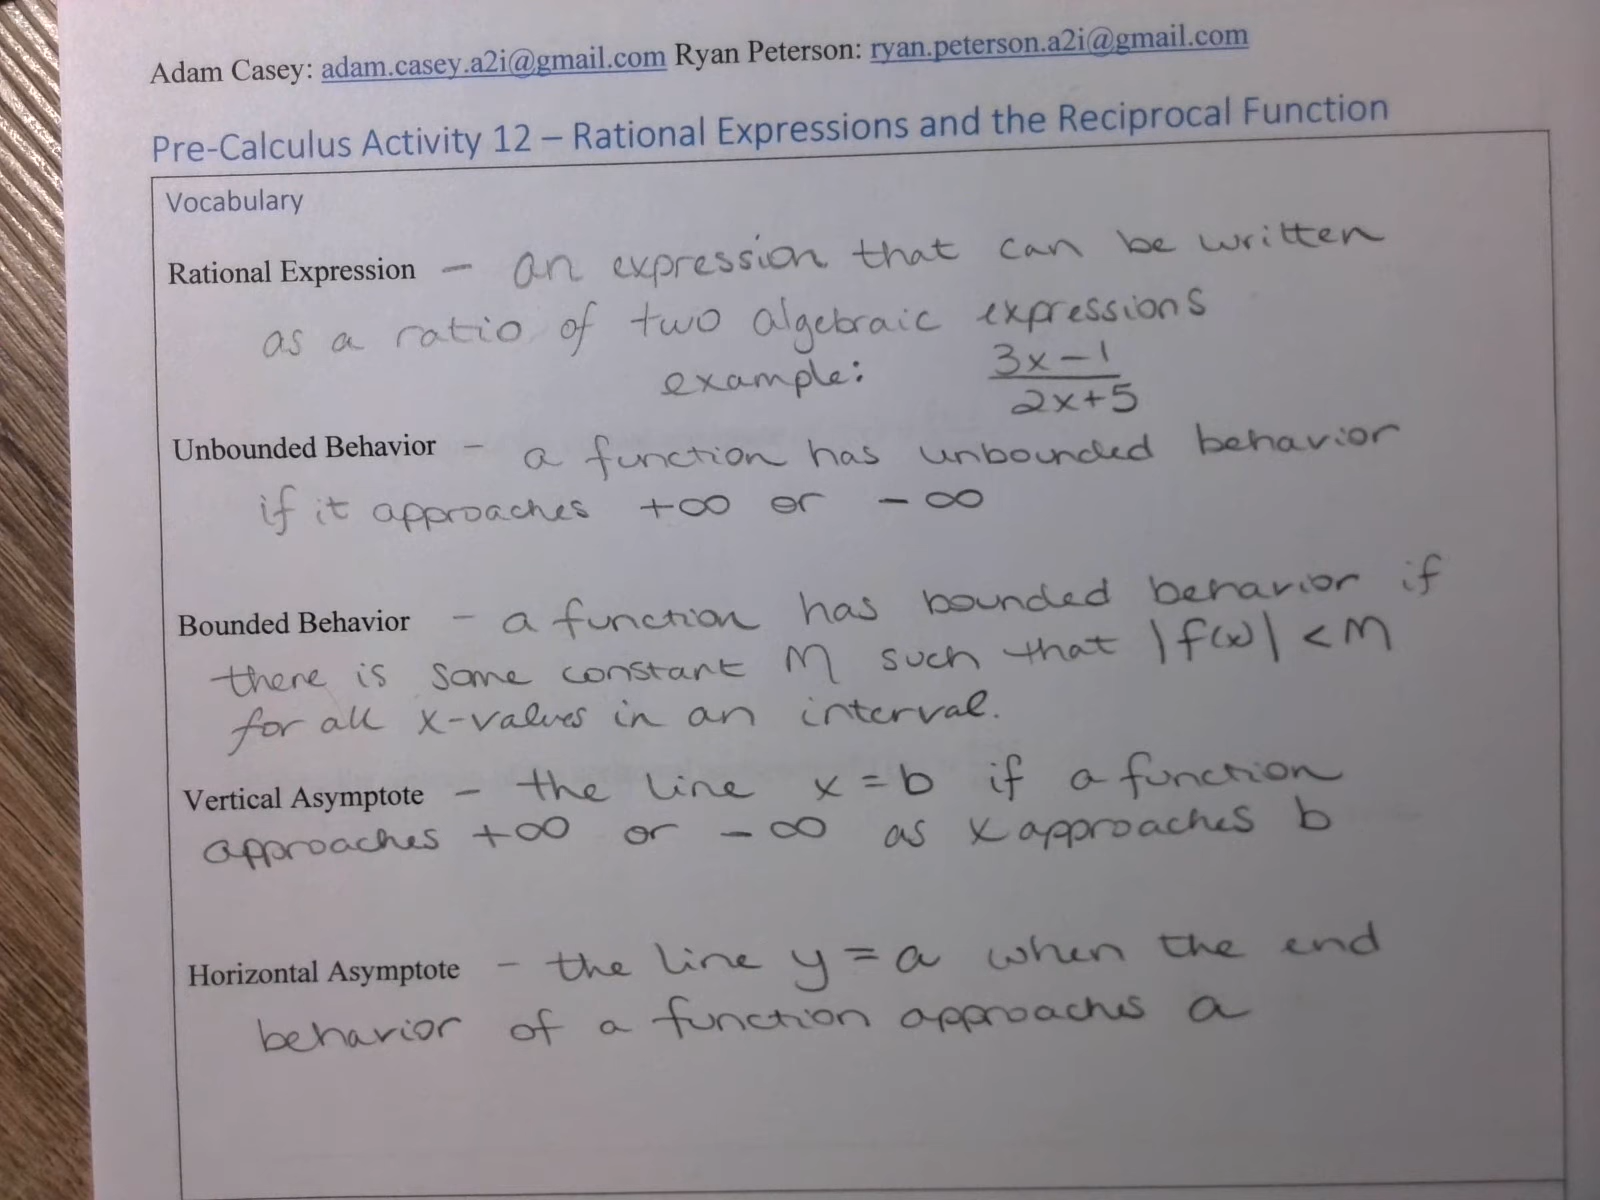 Adam Casey: adam.casey.a2i@gmail.com Ryan Peterson: ryan.peterson.a2i@gmail.com
Pre-Calculus Activity 12 – Rational Expressions and the Reciprocal Function
Vocabulary
Rational Expression – an expression that can be written
as a ratio of two algebraic expressions
example: 3x-1
2x+5
Unbounded Behavior – a function has unbounded behavior
if it approaches +∞ or -∞
Bounded Behavior – a function has bounded behavior if
there is some constant M such that |f(x)| < M
for all x-values in an interval.
Vertical Asymptote – the line x = b if a function
approaches +∞ or -∞ as x approaches b
Horizontal Asymptote – the line y = a when the end
behavior of a function approaches a